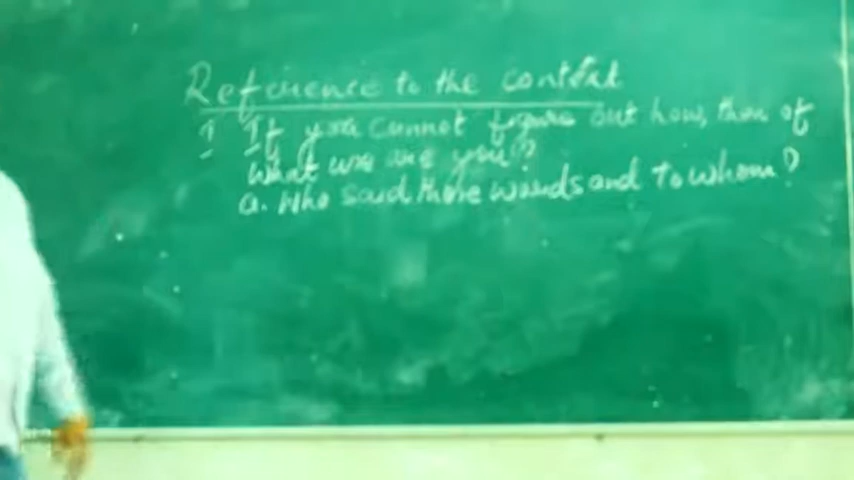 Reference to the context
I If you cannot figure out how, then of
what use are you?
a. Who said these words and to whom?